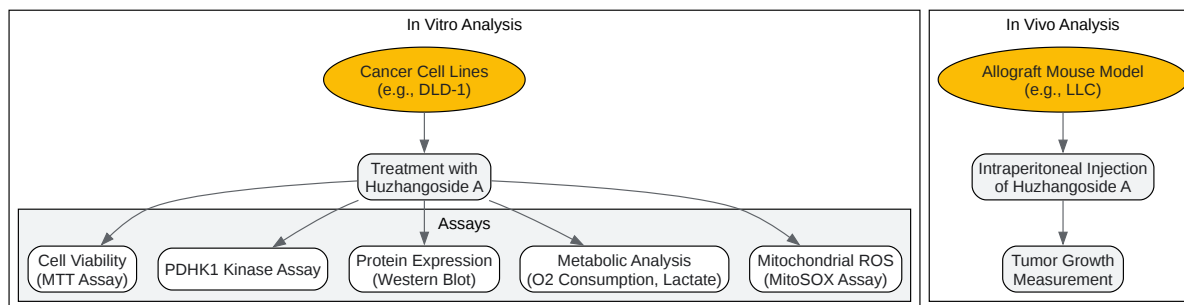 In Vitro Analysis
Cancer Cell Lines
(e.g., DLD-1)
Treatment with
Huzhangoside A
Assays
Cell Viability
(MTT Assay)
PDHK1 Kinase Assay
Protein Expression
(Western Blot)
Metabolic Analysis
(O2 Consumption, Lactate)
Mitochondrial ROS
(MitoSOX Assay)
In Vivo Analysis
Allograft Mouse Model
(e.g., LLC)
Intraperitoneal Injection
of Huzhangoside A
Tumor Growth
Measurement